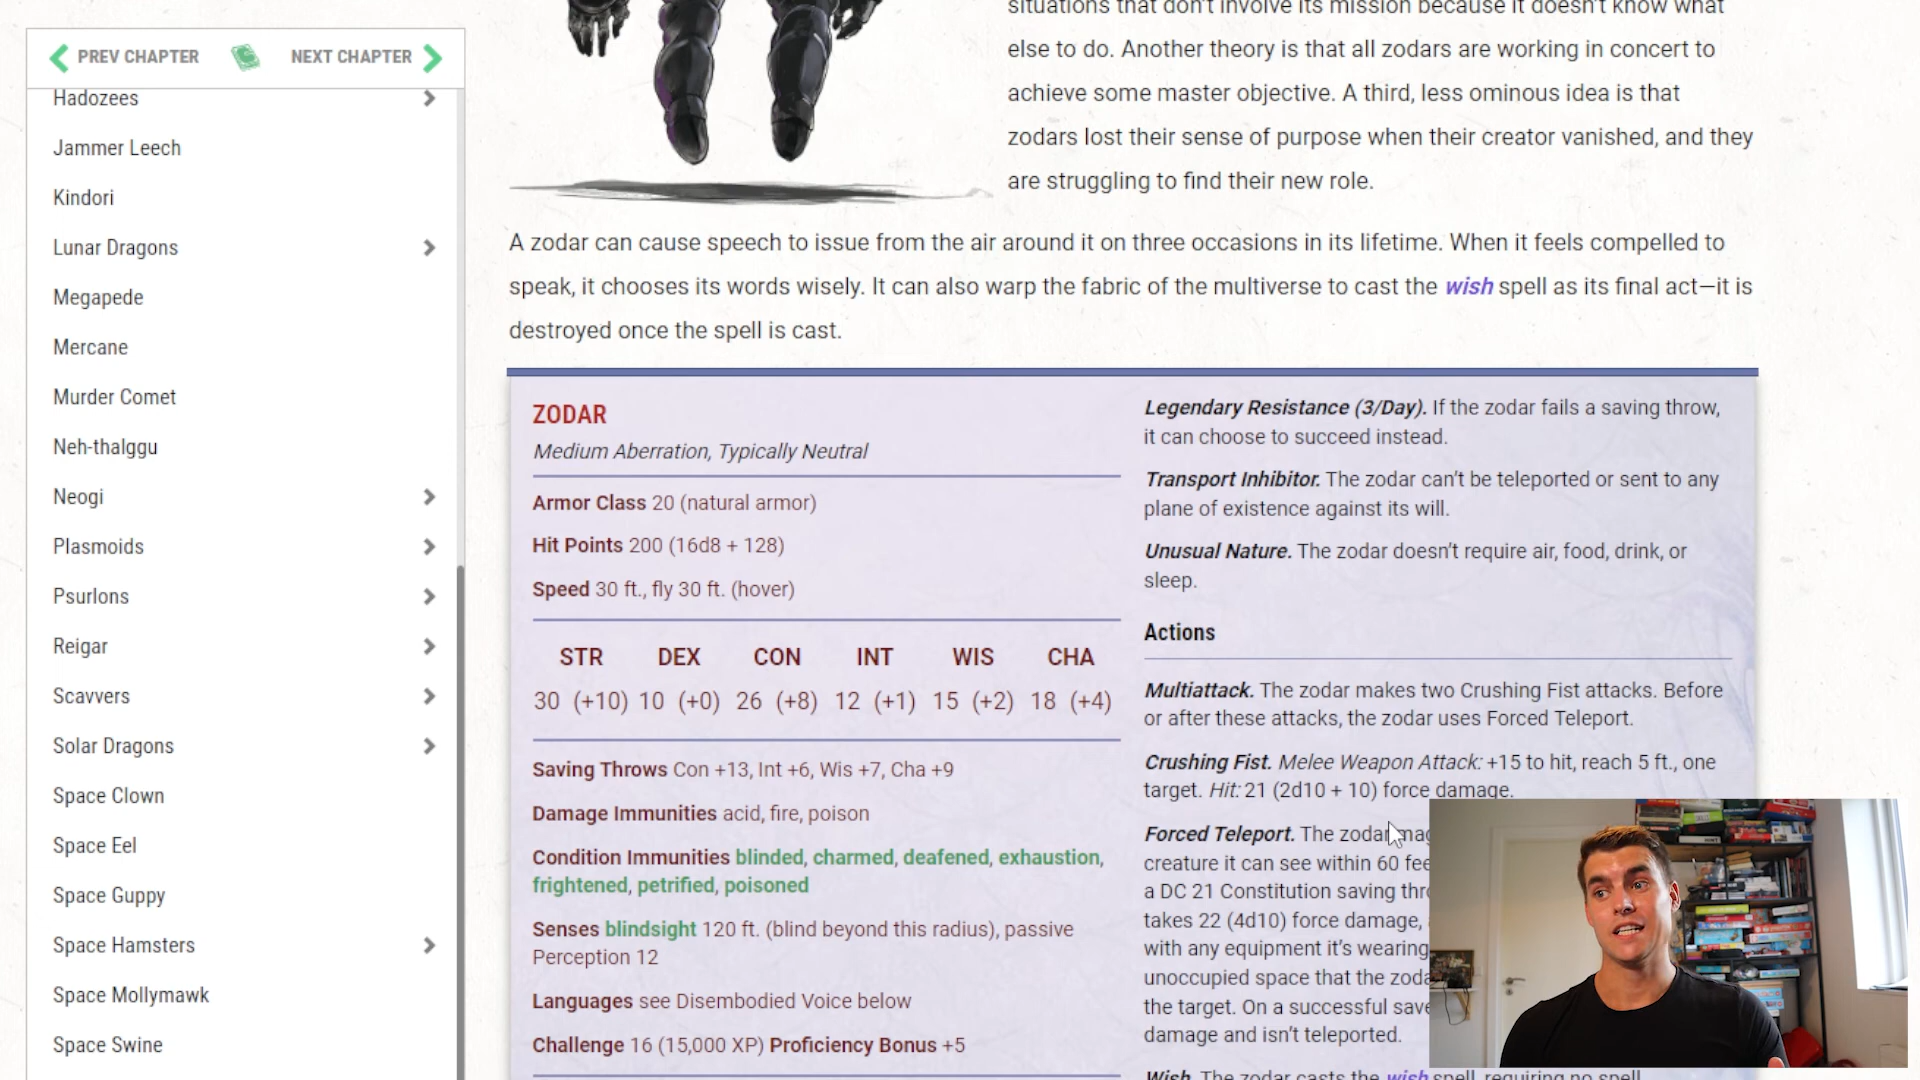 PREV CHAPTER
NEXT CHAPTER
Hadozees
Jammer Leech
Kindori
Lunar Dragons
Megapede
Mercane
Murder Comet
Neh-thalggu
Neogi
Plasmoids
Psurlons
Reigar
Scavvers
Solar Dragons
Space Clown
Space Eel
Space Guppy
Space Hamsters
Space Mollymawk
Space Swine
situations that don't involve its mission because it doesn't know what
else to do. Another theory is that all zodars are working in concert to
achieve some master objective. A third, less ominous idea is that
zodars lost their sense of purpose when their creator vanished, and they
are struggling to find their new role.
A zodar can cause speech to issue from the air around it on three occasions in its lifetime. When it feels compelled to
speak, it chooses its words wisely. It can also warp the fabric of the multiverse to cast the wish spell as its final act—it is
destroyed once the spell is cast.
ZODAR
Medium Aberration, Typically Neutral
Armor Class 20 (natural armor)
Hit Points 200 (16d8 + 128)
Speed 30 ft., fly 30 ft. (hover)
STR DEX CON INT WIS CHA
30 (+10) 10 (+0) 26 (+8) 12 (+1) 15 (+2) 18 (+4)
Saving Throws Con +13, Int +6, Wis +7, Cha +9
Damage Immunities acid, fire, poison
Condition Immunities blinded, charmed, deafened, exhaustion,
frightened, petrified, poisoned
Senses blindsight 120 ft. (blind beyond this radius), passive
Perception 12
Languages see Disembodied Voice below
Challenge 16 (15,000 XP) Proficiency Bonus +5
Legendary Resistance (3/Day). If the zodar fails a saving throw,
it can choose to succeed instead.
Transport Inhibitor. The zodar can't be teleported or sent to any
plane of existence against its will.
Unusual Nature. The zodar doesn't require air, food, drink, or
sleep.
Actions
Multiattack. The zodar makes two Crushing Fist attacks. Before
or after these attacks, the zodar uses Forced Teleport.
Crushing Fist. Melee Weapon Attack: +15 to hit, reach 5 ft., one
target. Hit: 21 (2d10 + 10) force damage.
Forced Teleport. The zodar
creature it can see within 60
a DC 21 Constitution saving
takes 22 (4d10) force damage,
with any equipment it's wearing
unoccupied space that the
the target. On a successful save
damage and isn't teleported.
Wish. The zodar casts the wish spell, requiring no spell